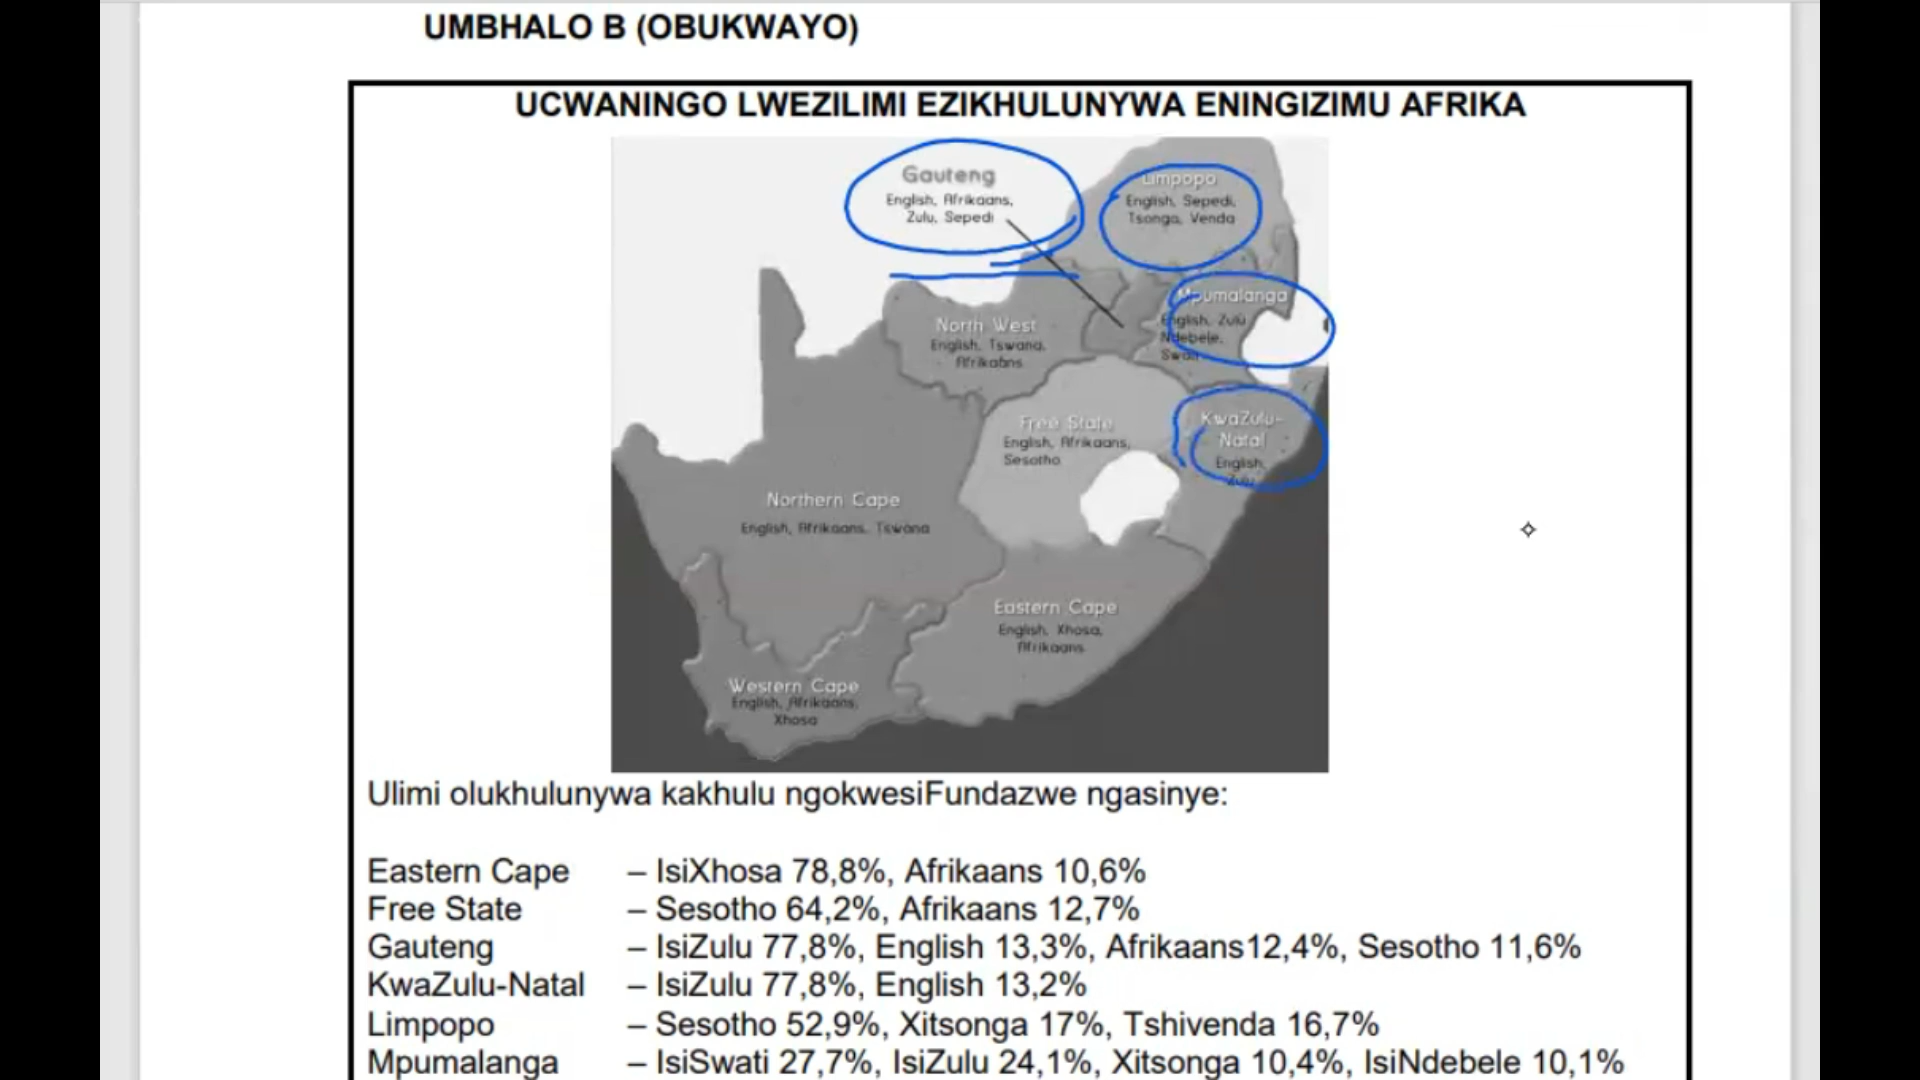 UMBHALO B (OBUKWAYO)
UCWANINGO LWEZILIMI EZIKHULUNYWA ENINGIZIMU AFRIKA
Gauteng
English, Afrikaans,
Zulu, Sepedi
Limpopo
English, Sepedi,
Tsonga, Venda
Mpumalanga
English, Zulu
Ndebele,
Swati
North West
English, Tswana,
Afrikaans
Free State
English, Afrikaans,
Sesotho
KwaZulu-
Natal
English,
Zulu
Northern Cape
English, Afrikaans, Tswana
Eastern Cape
English, Xhosa,
Afrikaans
Western Cape
English, Afrikaans,
Xhosa
Ulimi olukhulunywa kakhulu ngokwesiFundazwe ngasinye:
Eastern Cape – IsiXhosa 78,8%, Afrikaans 10,6%
Free State – Sesotho 64,2%, Afrikaans 12,7%
Gauteng – IsiZulu 77,8%, English 13,3%, Afrikaans12,4%, Sesotho 11,6%
KwaZulu-Natal – IsiZulu 77,8%, English 13,2%
Limpopo – Sesotho 52,9%, Xitsonga 17%, Tshivenda 16,7%
Mpumalanga – IsiSwati 27,7%, IsiZulu 24,1%, Xitsonga 10,4%, IsiNdebele 10,1%